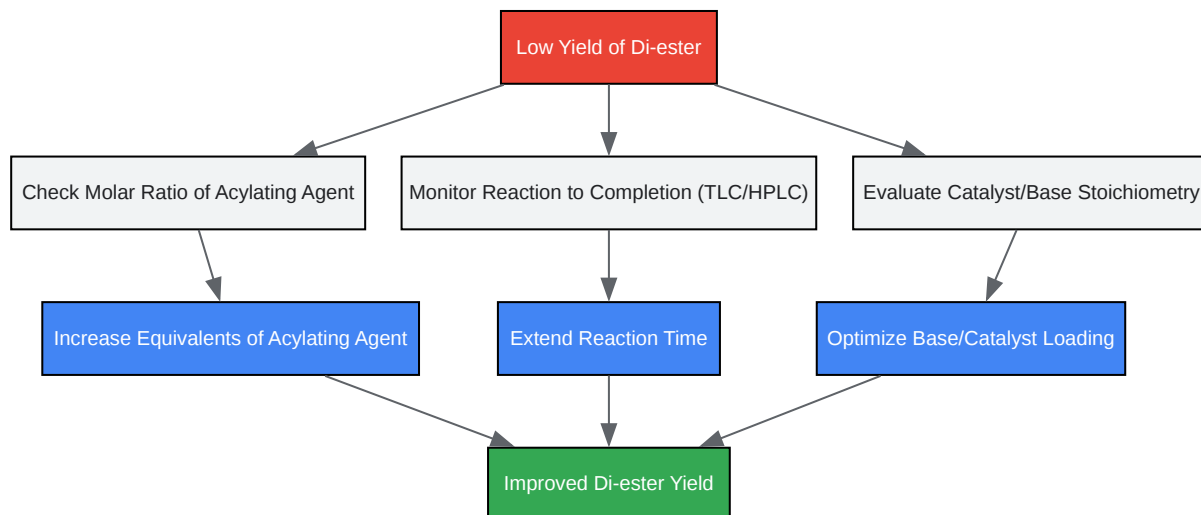 Low Yield of Di-ester
Check Molar Ratio of Acylating Agent
Monitor Reaction to Completion (TLC/HPLC)
Evaluate Catalyst/Base Stoichiometry
Increase Equivalents of Acylating Agent
Extend Reaction Time
Optimize Base/Catalyst Loading
Improved Di-ester Yield